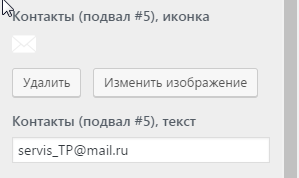 Контакты (подвал #5), иконка
Удалить Изменить изображение
Контакты (подвал #5), текст
servis_TP@mail.ru